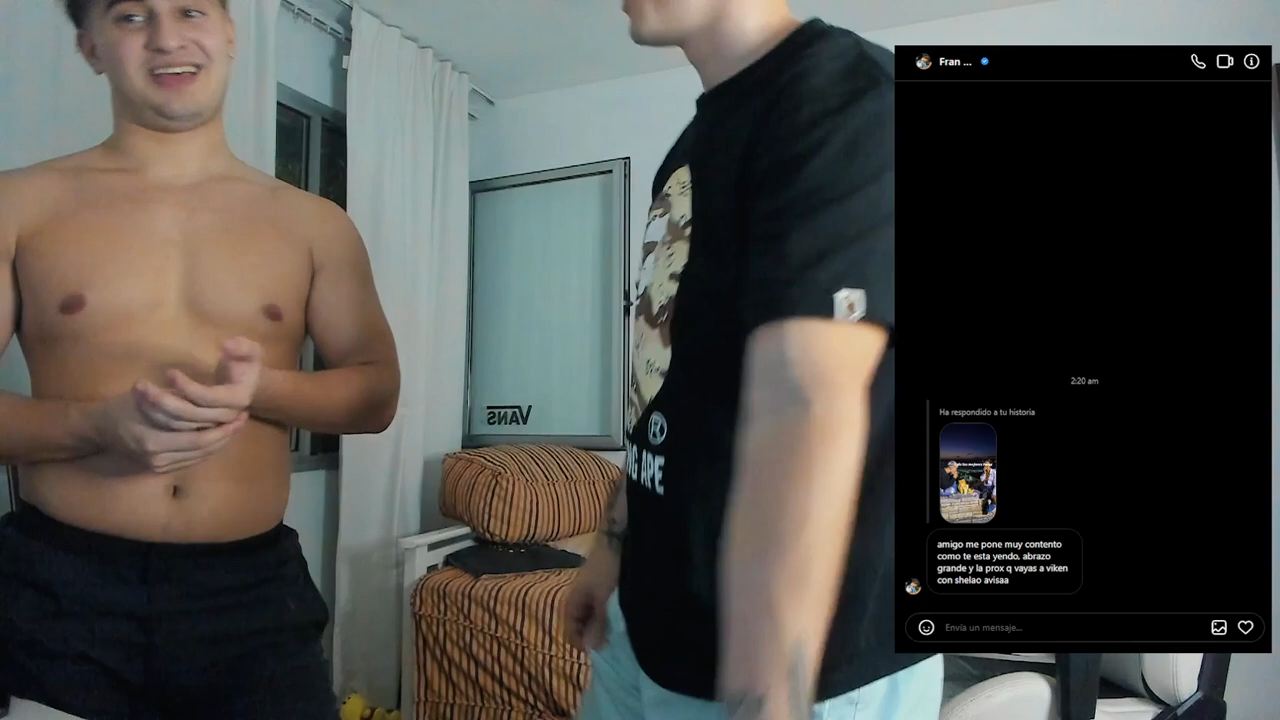 Fran ...
2:20 am
Ha respondido a tu historia
amigo me pone muy contento
como te esta yendo, abrazo
grande y la prox q vayas a viken
con shelao avisaa
Envía un mensaje...
VANS
NG APE